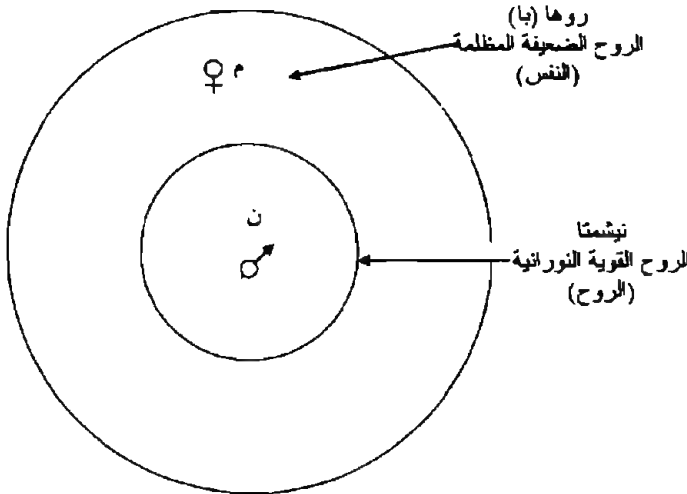 روها (با)
الروح الضعيفة المظلمة
(النفس)
♀ م
ن
♂
نيشمتا
الروح القوية النورانية
(الروح)